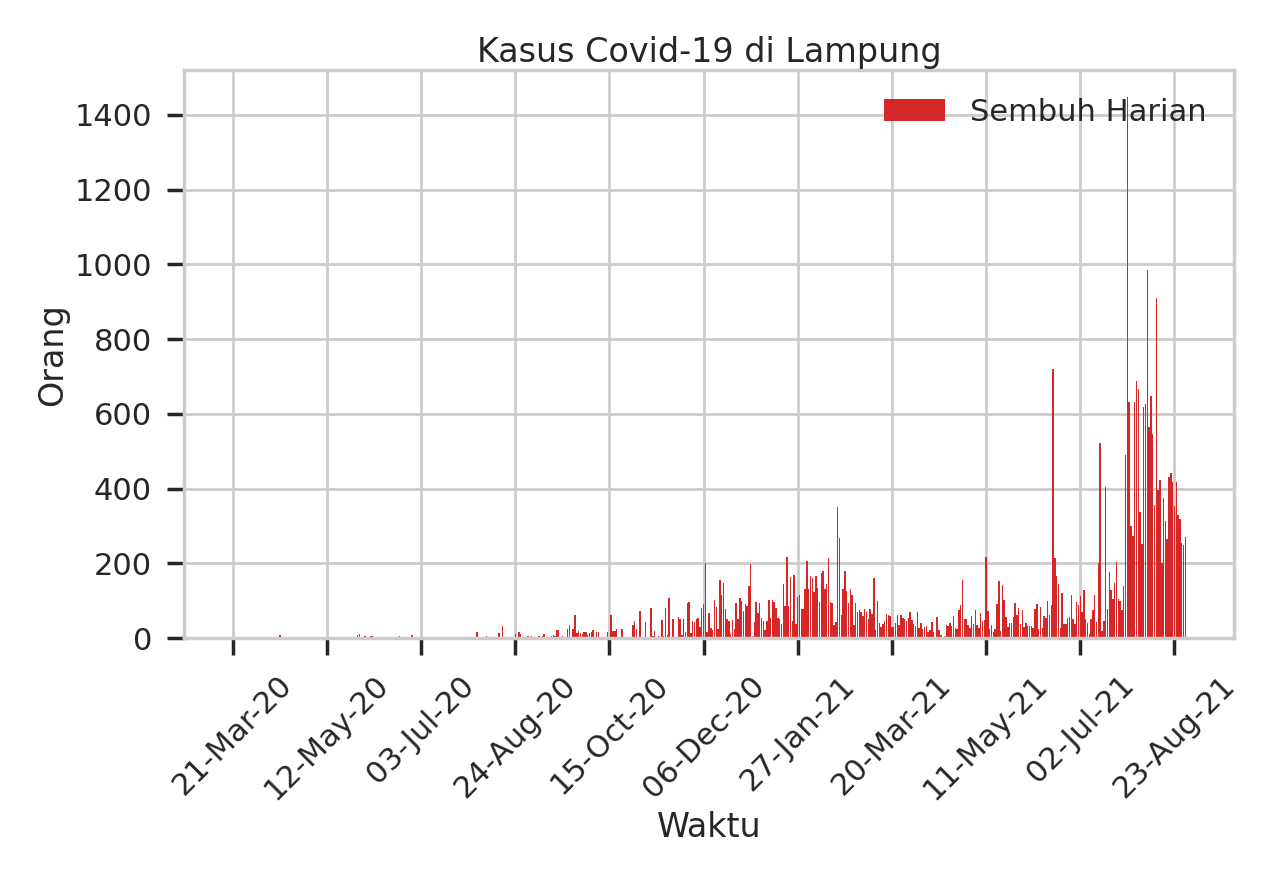 Kasus Covid-19 di Lampung
Sembuh Harian
1400
1200
1000
800
600
400
200
0
Orang
21-Mar-20
12-May-20
03-Jul-20
24-Aug-20
15-Oct-20
06-Dec-20
27-Jan-21
20-Mar-21
11-May-21
02-Jul-21
23-Aug-21
Waktu